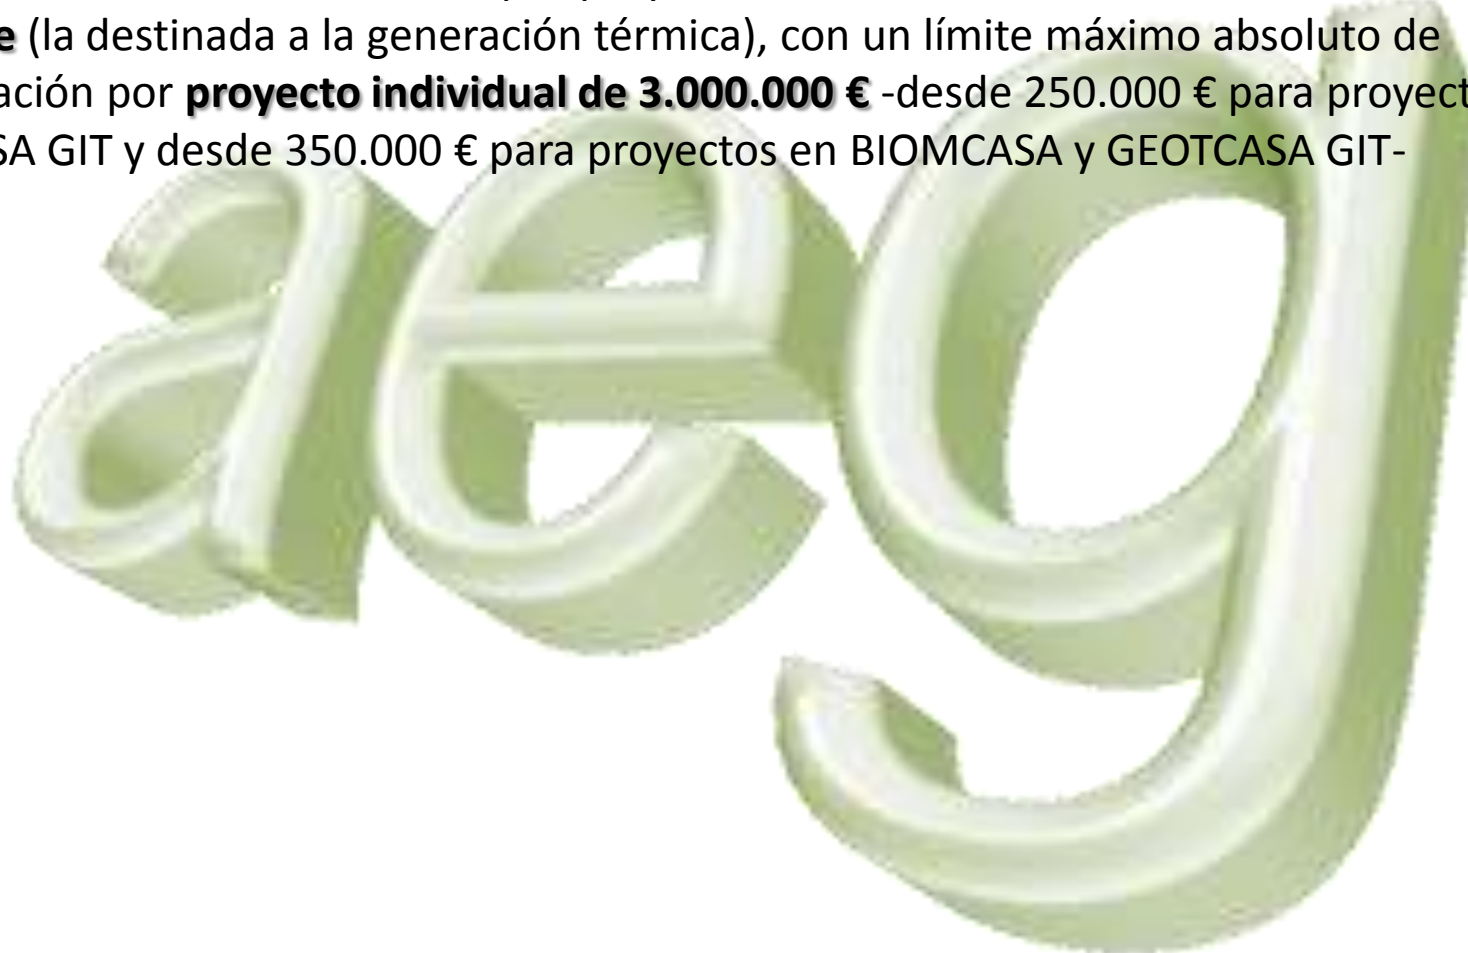 e (la destinada a la generación térmica), con un límite máximo absoluto de
ación por proyecto individual de 3.000.000 € -desde 250.000 € para proyect
SA GIT y desde 350.000 € para proyectos en BIOMCASA y GEOTCASA GIT-
aeg